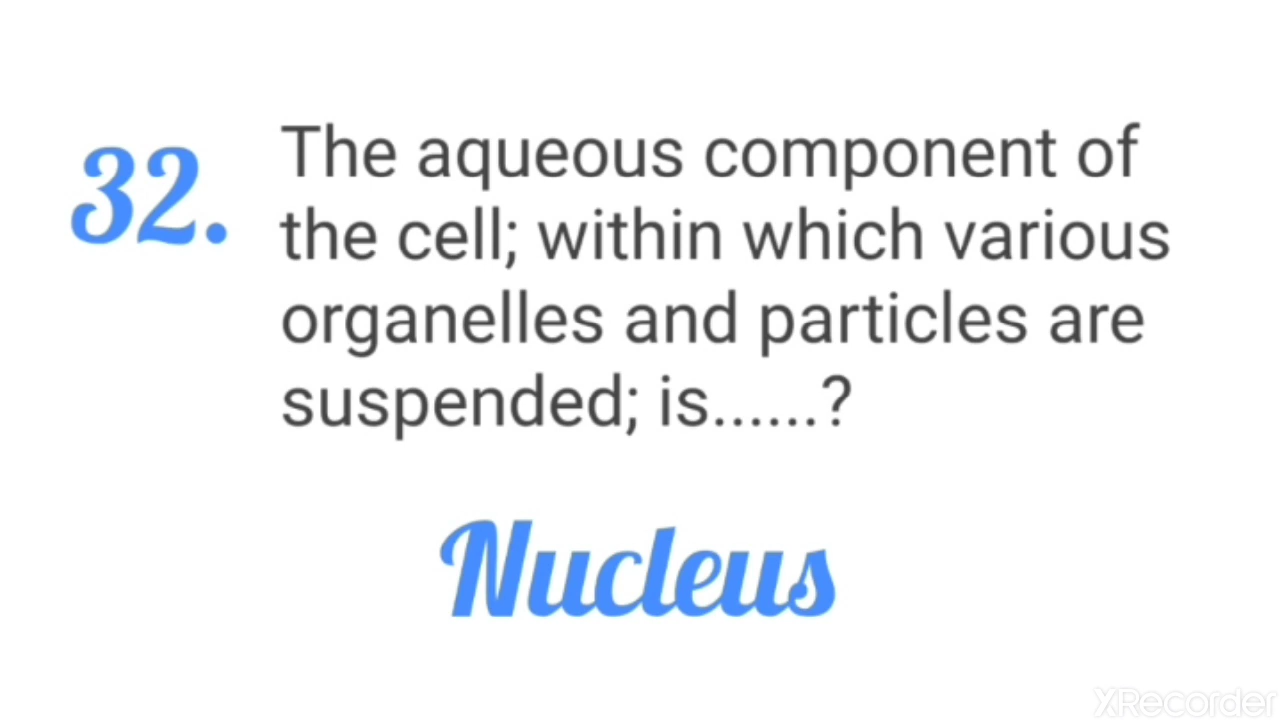 32. The aqueous component of
the cell; within which various
organelles and particles are
suspended; is......?
Nucleus
XRecorder